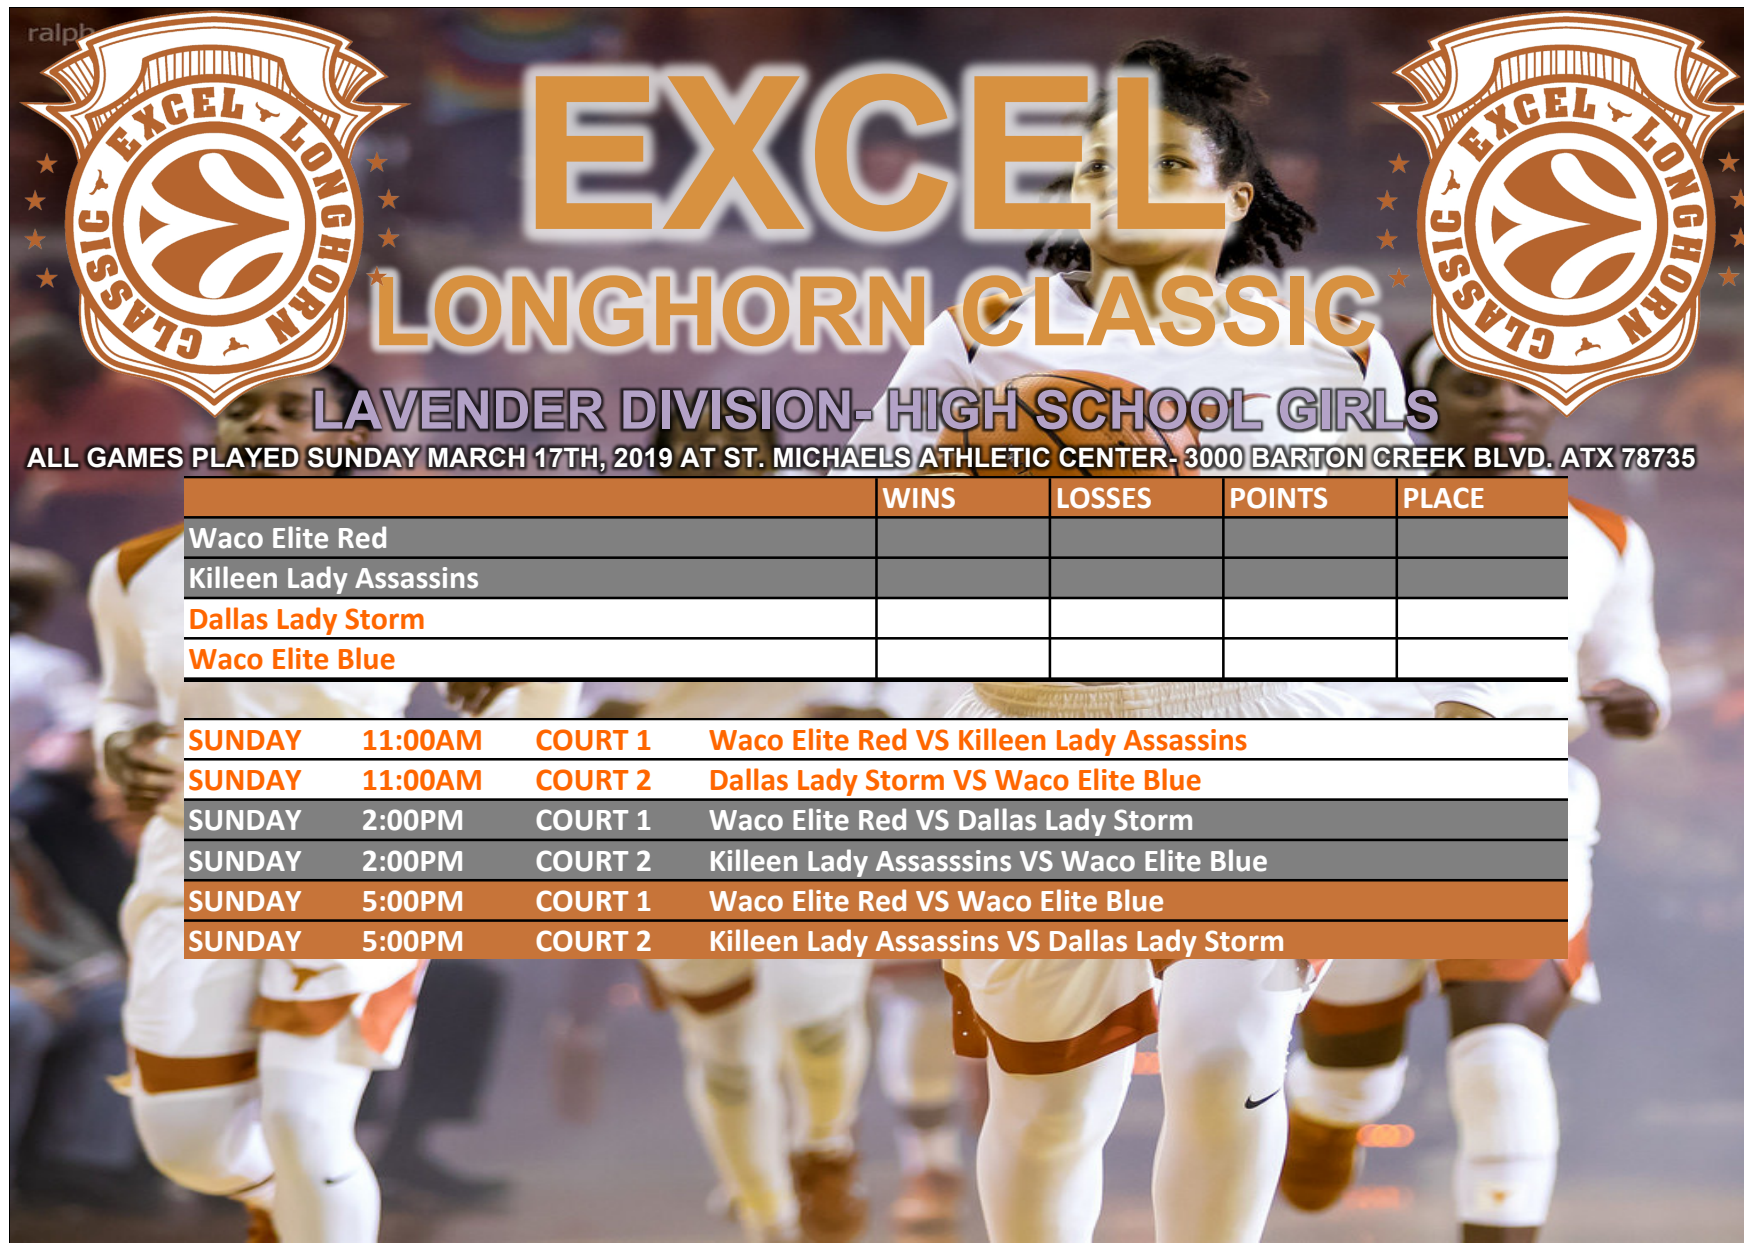 ralph
EXCEL LONGHORN CLASSIC
EXCEL LONGHORN CLASSIC
EXCEL
LONGHORN CLASSIC
LAVENDER DIVISION- HIGH SCHOOL GIRLS
ALL GAMES PLAYED SUNDAY MARCH 17TH, 2019 AT ST. MICHAELS ATHLETIC CENTER- 3000 BARTON CREEK BLVD. ATX 78735
WINS LOSSES POINTS PLACE
Waco Elite Red
Killeen Lady Assassins
Dallas Lady Storm
Waco Elite Blue
SUNDAY 11:00AM COURT 1 Waco Elite Red VS Killeen Lady Assassins
SUNDAY 11:00AM COURT 2 Dallas Lady Storm VS Waco Elite Blue
SUNDAY 2:00PM COURT 1 Waco Elite Red VS Dallas Lady Storm
SUNDAY 2:00PM COURT 2 Killeen Lady Assasssins VS Waco Elite Blue
SUNDAY 5:00PM COURT 1 Waco Elite Red VS Waco Elite Blue
SUNDAY 5:00PM COURT 2 Killeen Lady Assassins VS Dallas Lady Storm